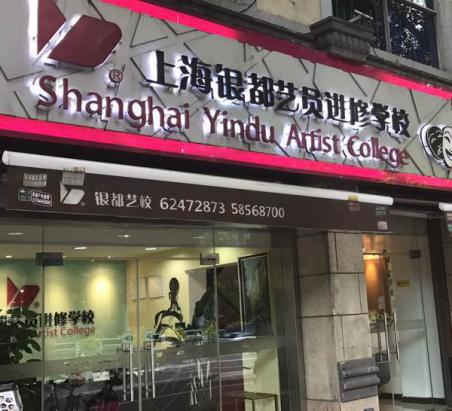 ®
上海银都艺员进修学校
Shanghai Yindu Artist College
银都艺校 62472873 58568700
艺员进修学校
Artist College